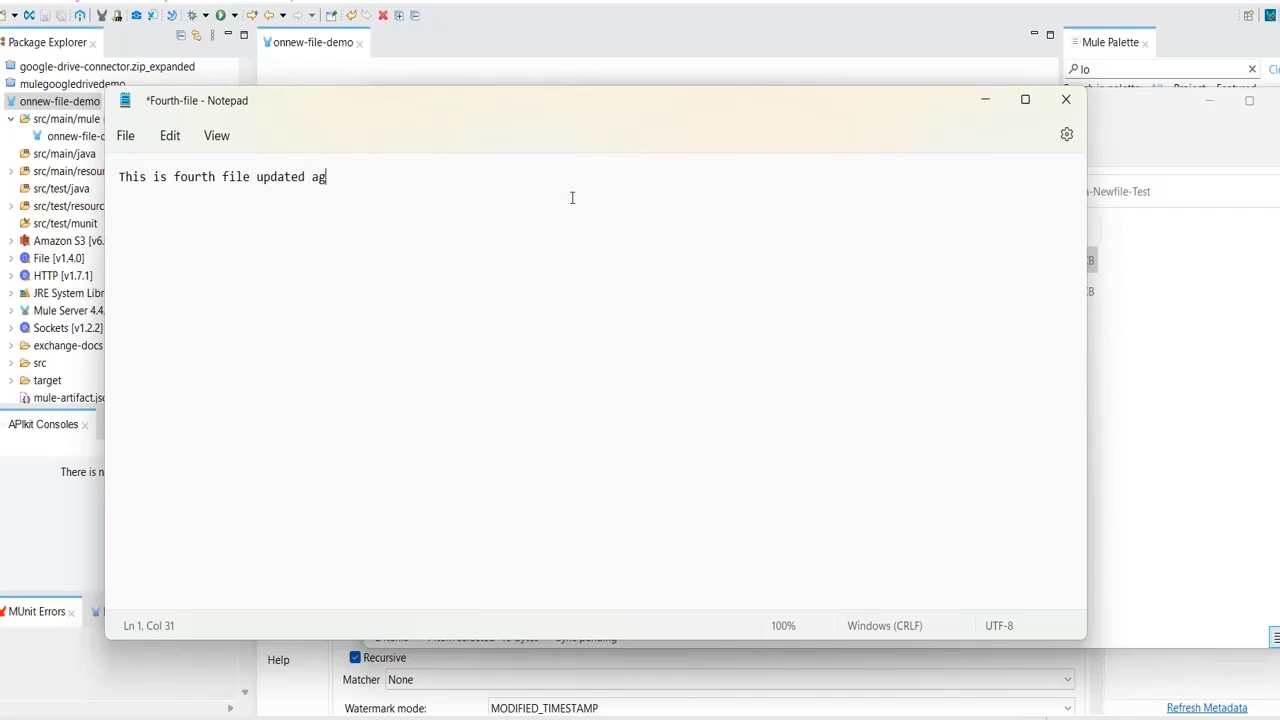 Package Explorer
onnew-file-demo
Mule Palette
google-drive-connector.zip_expanded
lo
mulegoogledrivedemo
onnew-file-demo
*Fourth-file - Notepad
src/main/mule
File Edit View
onnew-file-d
src/main/java
src/main/resour
This is fourth file updated ag
src/test/java
-Newfile-Test
src/test/resourc
src/test/munit
Amazon S3 [v6.
File [v1.4.0]
HTTP [v1.7.1]
JRE System Libr
Mule Server 4.4.
Sockets [v1.2.2]
exchange-docs
src
target
mule-artifact.jso
APIkit Consoles
There is n
MUnit Errors
Ln 1, Col 31
100%
Windows (CRLF)
UTF-8
Help
Recursive
Matcher None
Watermark mode: MODIFIED_TIMESTAMP
Refresh Metadata